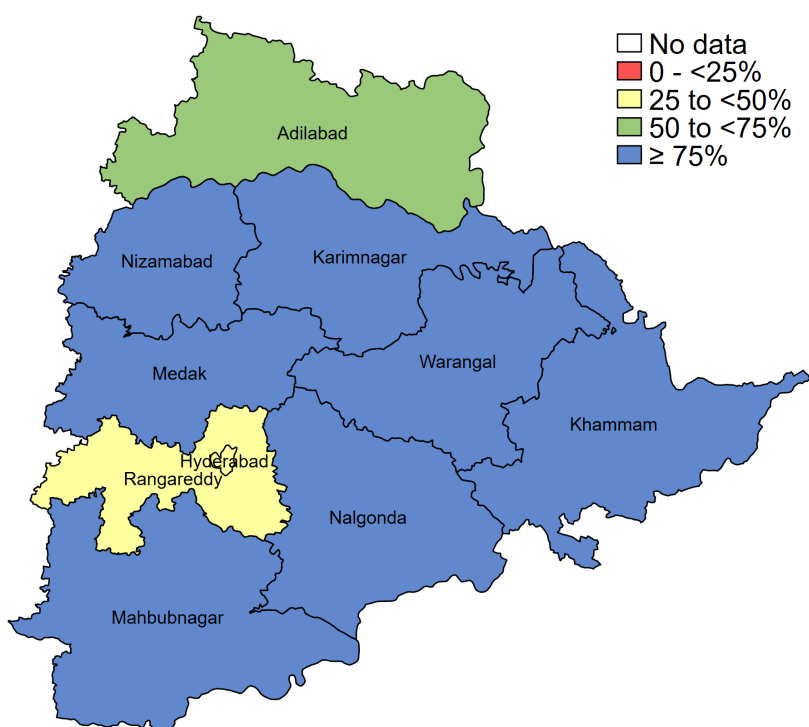 No data
0 - <25%
25 to <50%
50 to <75%
≥ 75%
Adilabad
Nizamabad
Karimnagar
Medak
Warangal
Khammam
Hyderabad
Rangareddy
Nalgonda
Mahbubnagar